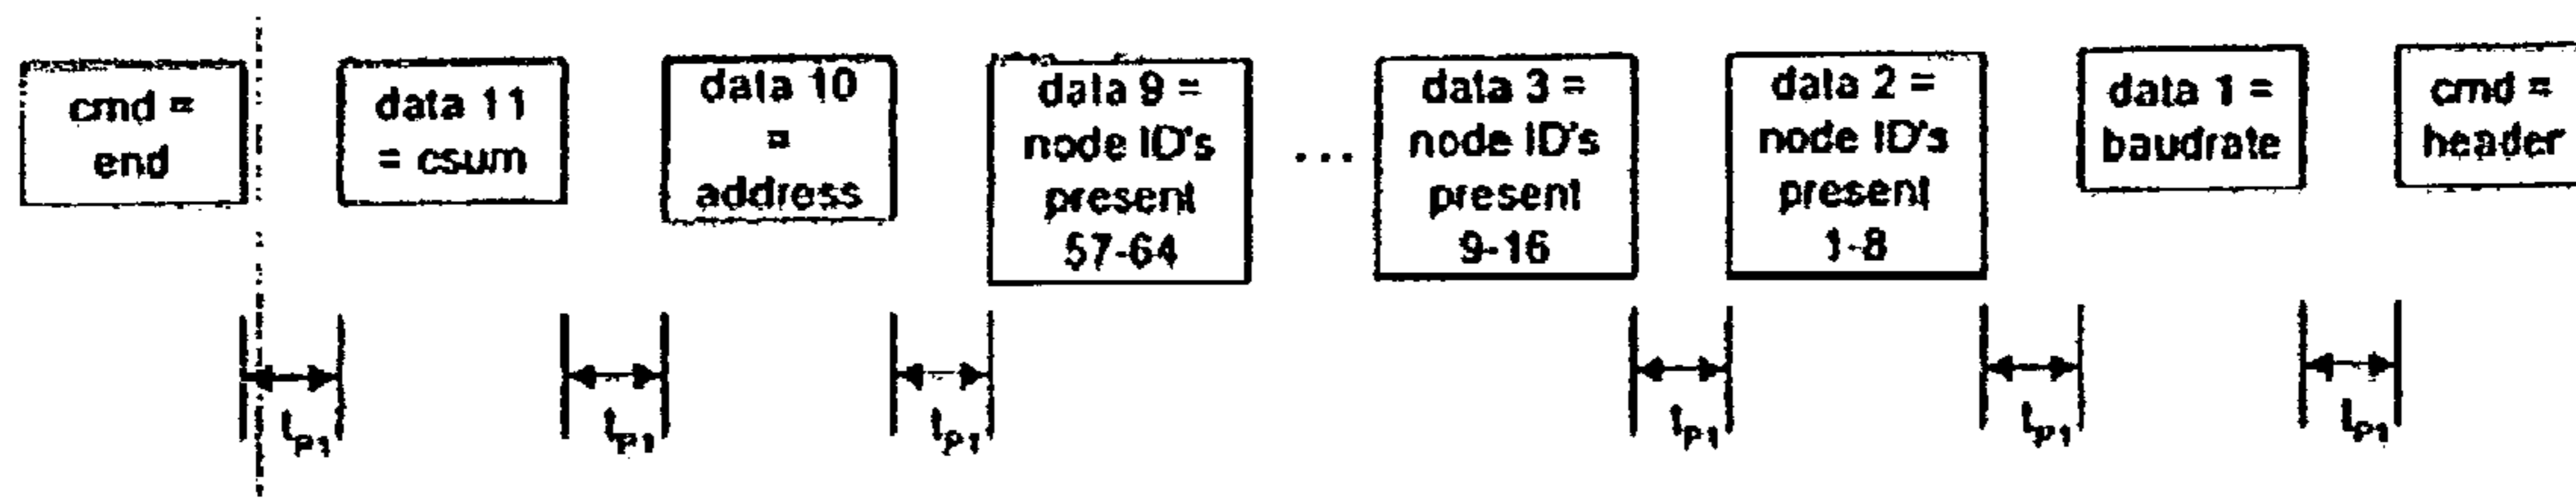 cmd =
end
data 11
= csum
data 10
=
address
data 9 =
node ID's
present
57-64
...
data 3 =
node ID's
present
9-16
data 2 =
node ID's
present
1-8
data 1 =
baudrate
cmd =
header
tp1
tp1
tp1
tp1
tp1
tp1